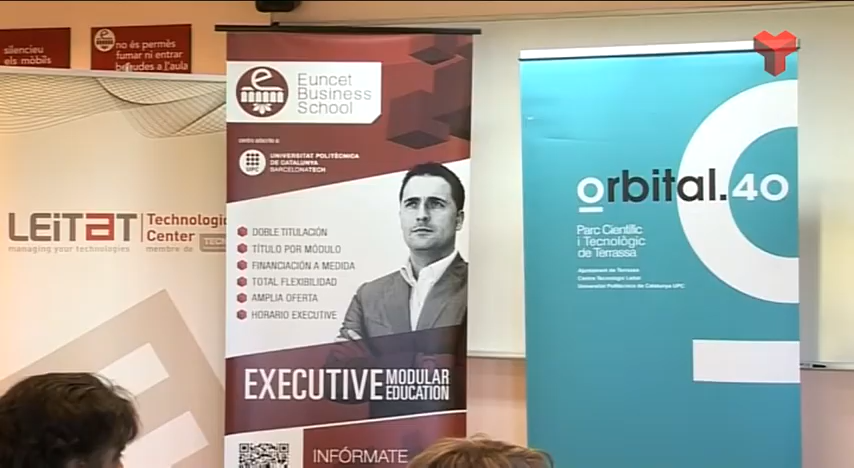 silencieu
els mòbils
no és permès
fumar ni entrar
begudes a l'aula
LEITAT
managing your technologies
Technologic
Center
membre de
TEC
Euncet
Business
School
centre adscrit a:
UPC
UNIVERSITAT POLITÈCNICA
DE CATALUNYA
BARCELONATECH
DOBLE TITULACIÓN
TÍTULO POR MÓDULO
FINANCIACIÓN A MEDIDA
TOTAL FLEXIBILIDAD
AMPLIA OFERTA
HORARIO EXECUTIVE
EXECUTIVE MODULAR
EDUCATION
INFÓRMATE
orbital.40
Parc Científic
i Tecnològic
de Terrassa
Ajuntament de Terrassa
Centre Tecnològic Leitat
Universitat Politècnica de Catalunya UPC